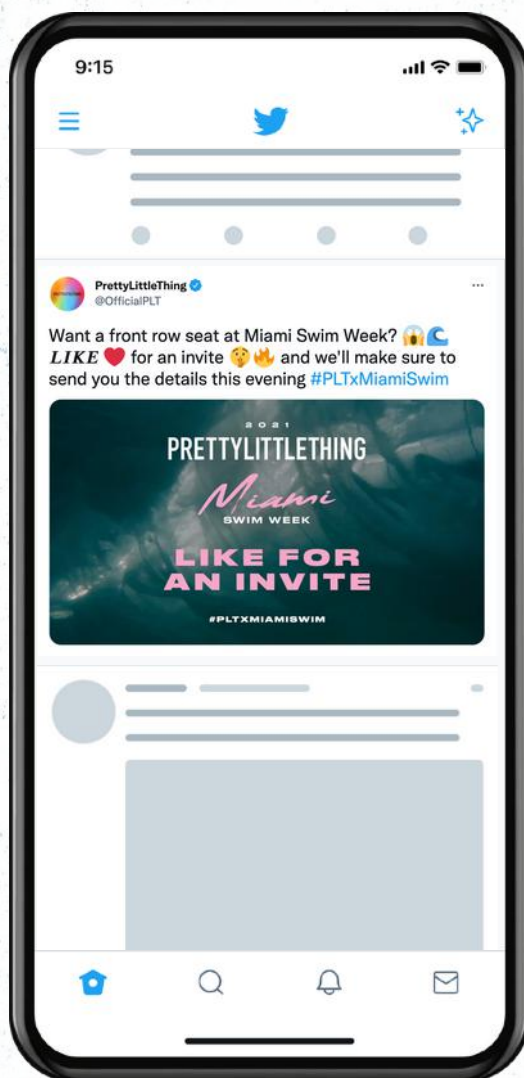 9:15
PrettyLittleThing
@OfficialPLT
Want a front row seat at Miami Swim Week? 😱🌊
𝑳𝑰𝑲𝑬 ❤️ for an invite 🤫🔥 and we'll make sure to
send you the details this evening #PLTxMiamiSwim
2021
PRETTYLITTLETHING
Miami
SWIM WEEK
LIKE FOR
AN INVITE
#PLTXMIAMISWIM